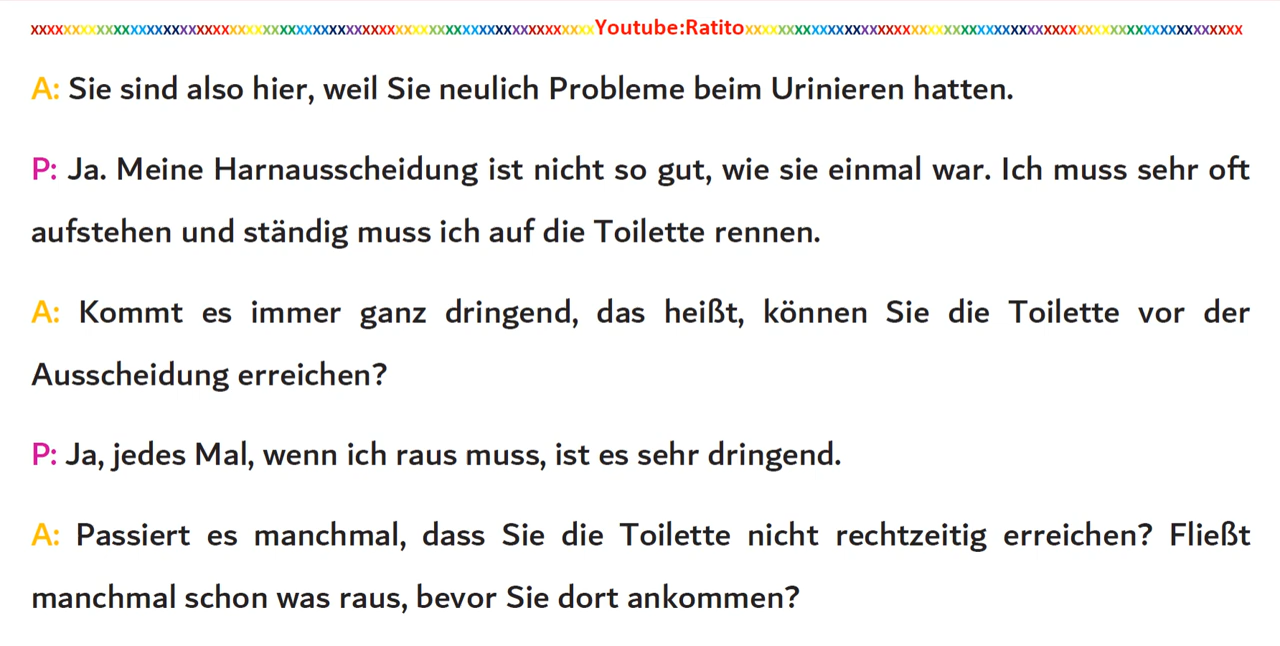 xxxxxxxxxxxxxxxxxxxxxxxxxxxxxxxxxxxxxxxxxxxxxxxxxxxxxxxxxxxxxxxxxxxxYoutube:Ratitoxxxxxxxxxxxxxxxxxxxxxxxxxxxxxxxxxxxxxxxxxxxxxxxxxxxxxxxxxxxx
A: Sie sind also hier, weil Sie neulich Probleme beim Urinieren hatten.
P: Ja. Meine Harnausscheidung ist nicht so gut, wie sie einmal war. Ich muss sehr oft
aufstehen und ständig muss ich auf die Toilette rennen.
A: Kommt es immer ganz dringend, das heißt, können Sie die Toilette vor der
Ausscheidung erreichen?
P: Ja, jedes Mal, wenn ich raus muss, ist es sehr dringend.
A: Passiert es manchmal, dass Sie die Toilette nicht rechtzeitig erreichen? Fließt
manchmal schon was raus, bevor Sie dort ankommen?